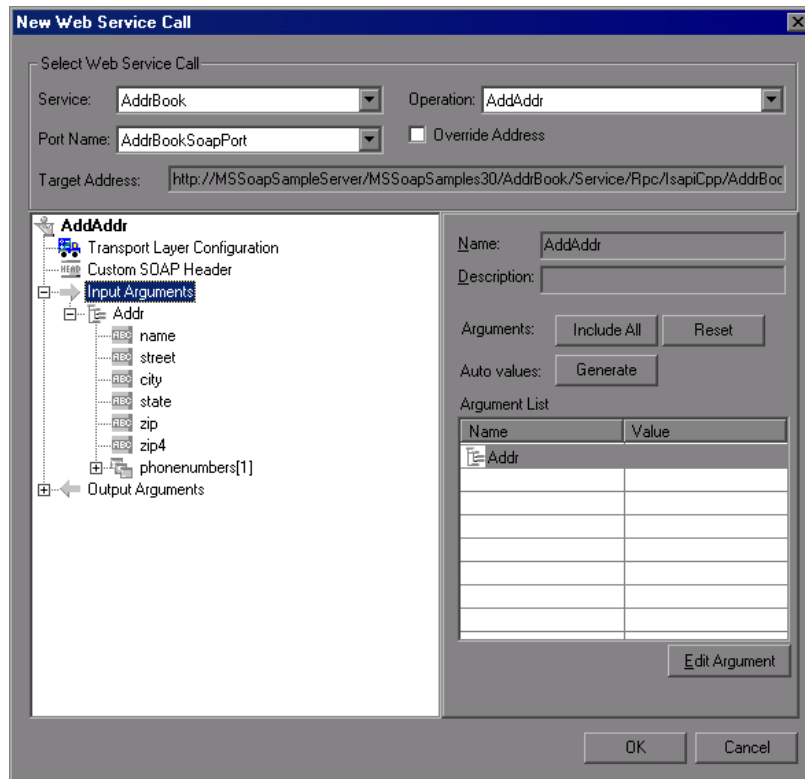 New Web Service Call
Select Web Service Call
Service: AddrBook Operation: AddAddr
Port Name: AddrBookSoapPort Override Address
Target Address: http://MSSoapSampleServer/MSSoapSamples30/AddrBook/Service/Rpc/IsapiCpp/AddrBoo
AddAddr
Transport Layer Configuration
HEAD Custom SOAP Header
Input Arguments
Addr
ABC name
ABC street
ABC city
ABC state
ABC zip
ABC zip4
phonenumbers[1]
Output Arguments
Name: AddAddr
Description:
Arguments: Include All Reset
Auto values: Generate
Argument List
Name Value
Addr
Edit Argument
OK Cancel